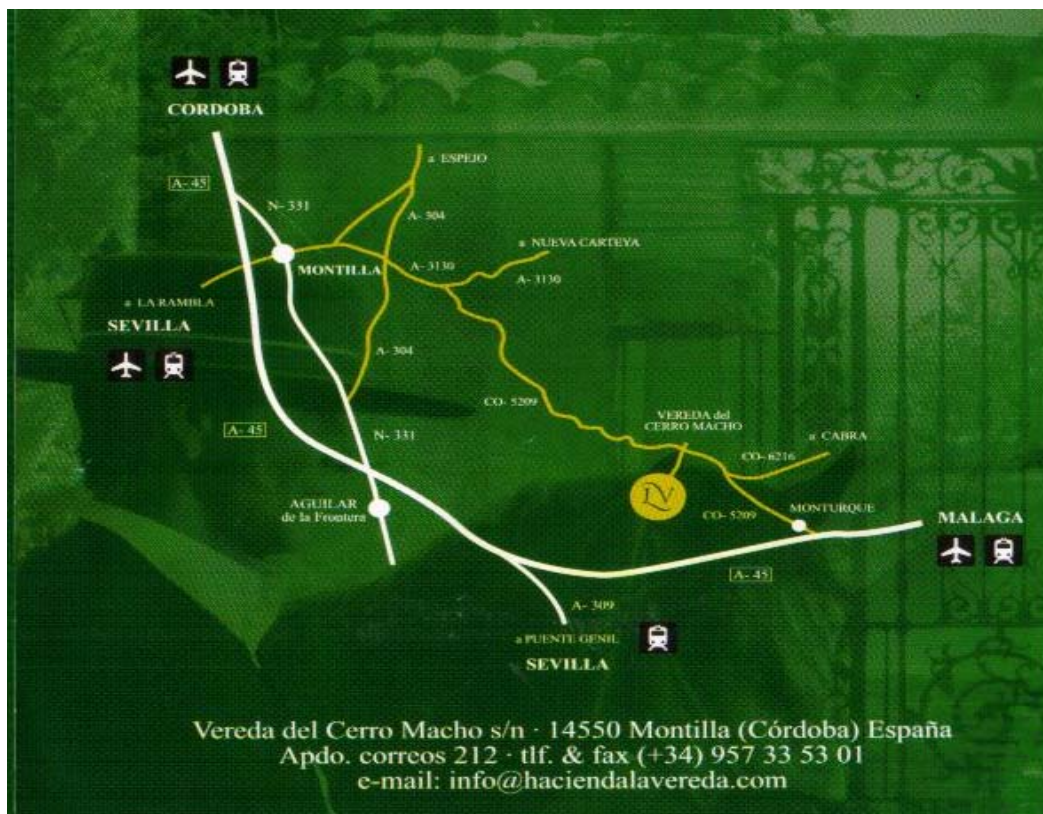 CORDOBA
A- 45
a ESPEJO
N- 331
A- 304
a NUEVA CARTEYA
MONTILLA
A- 3130
A- 3130
a LA RAMBLA
SEVILLA
A- 304
CO- 5209
A- 45
N- 331
VEREDA del
CERRO MACHO
a CABRA
CO- 6216
LV
AGUILAR
de la Frontera
CO- 5209
MONTURQUE
MALAGA
A- 45
A- 309
a PUENTE GENIL
SEVILLA
Vereda del Cerro Macho s/n · 14550 Montilla (Córdoba) España
Apdo. correos 212 · tlf. & fax (+34) 957 33 53 01
e-mail: info@haciendalavereda.com